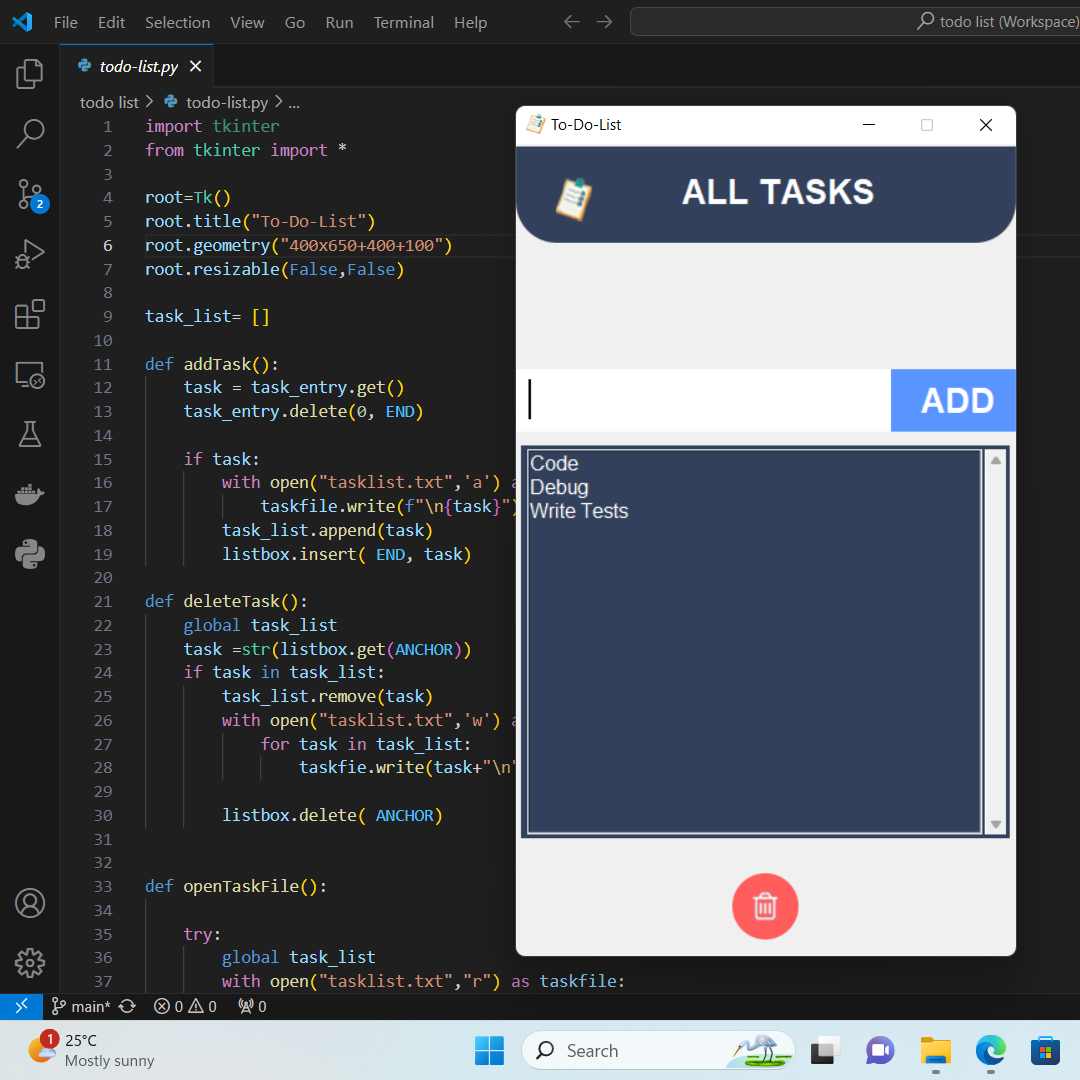 File Edit Selection View Go Run Terminal Help
todo list (Workspace)
todo-list.py
todo list > todo-list.py > ...
1 import tkinter
2 from tkinter import *
3
4 root=Tk()
5 root.title("To-Do-List")
6 root.geometry("400x650+400+100")
7 root.resizable(False,False)
8
9 task_list= []
10
11 def addTask():
12 task = task_entry.get()
13 task_entry.delete(0, END)
14
15 if task:
16 with open("tasklist.txt",'a')
17 taskfile.write(f"\n{task}")
18 task_list.append(task)
19 listbox.insert( END, task)
20
21 def deleteTask():
22 global task_list
23 task =str(listbox.get(ANCHOR))
24 if task in task_list:
25 task_list.remove(task)
26 with open("tasklist.txt",'w')
27 for task in task_list:
28 taskfie.write(task+"\n"
29
30 listbox.delete( ANCHOR)
31
32
33 def openTaskFile():
34
35 try:
36 global task_list
37 with open("tasklist.txt","r") as taskfile:
2
To-Do-List
ALL TASKS
ADD
Code
Debug
Write Tests
main* 0 0 0
1
25°C
Mostly sunny
Search